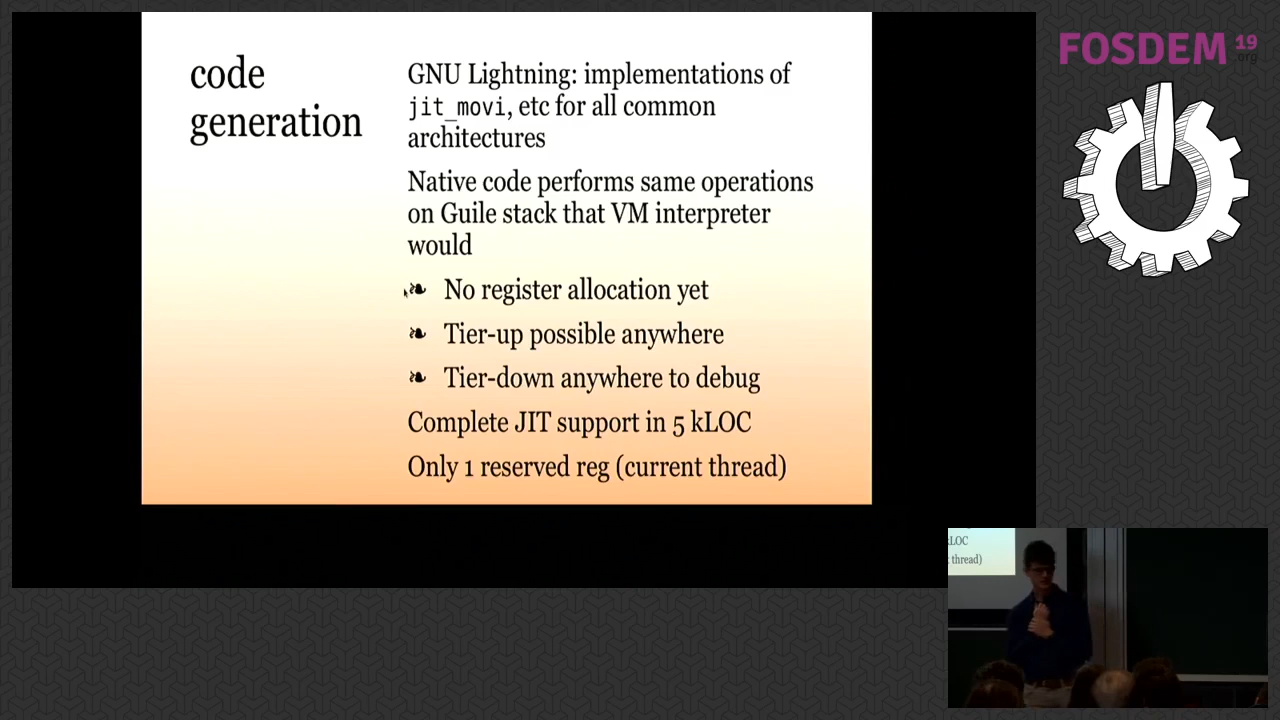 code
generation
GNU Lightning: implementations of
jit_movi, etc for all common
architectures
Native code performs same operations
on Guile stack that VM interpreter
would
❧ No register allocation yet
❧ Tier-up possible anywhere
❧ Tier-down anywhere to debug
Complete JIT support in 5 kLOC
Only 1 reserved reg (current thread)
FOSDEM 19
.org
kLOC
thread)